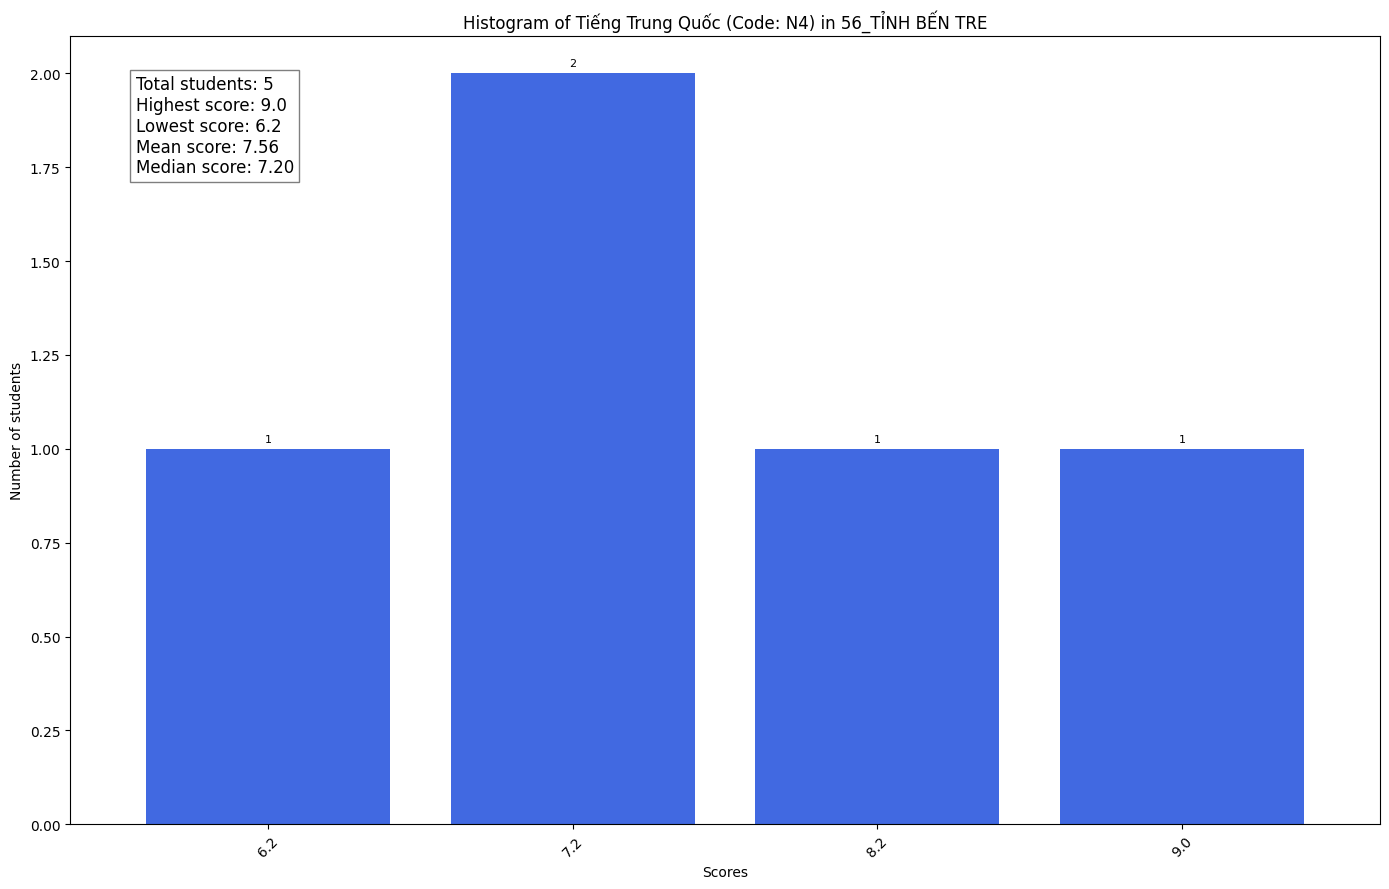 Histogram of Tiếng Trung Quốc (Code: N4) in 56_TỈNH BẾN TRE
Total students: 5
Highest score: 9.0
Lowest score: 6.2
Mean score: 7.56
Median score: 7.20
Number of students
2.00
1.75
1.50
1.25
1.00
0.75
0.50
0.25
0.00
1
2
1
1
6.2
7.2
8.2
9.0
Scores